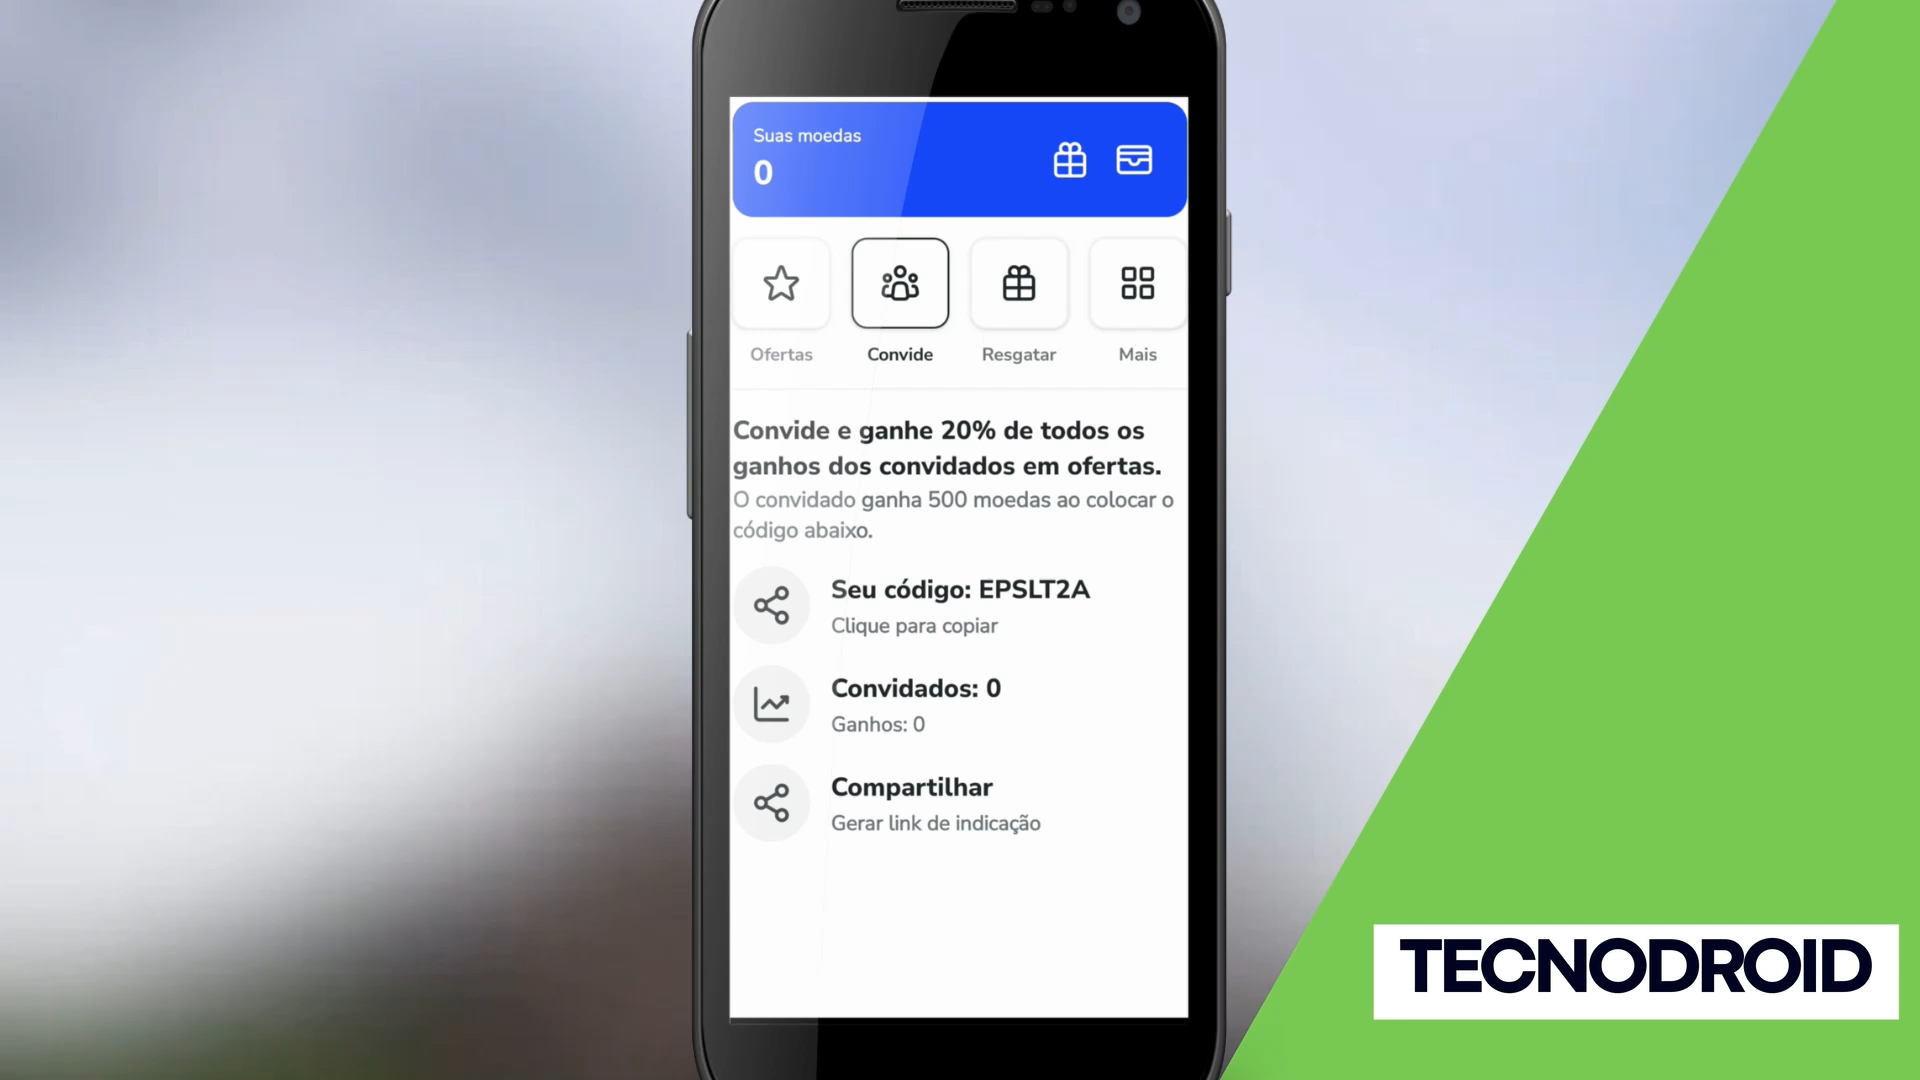 Suas moedas
0
Ofertas
Convide
Resgatar
Mais
Convide e ganhe 20% de todos os
ganhos dos convidados em ofertas.
O convidado ganha 500 moedas ao colocar o
código abaixo.
Seu código: EPSLT2A
Clique para copiar
Convidados: 0
Ganhos: 0
Compartilhar
Gerar link de indicação
TECNODROID